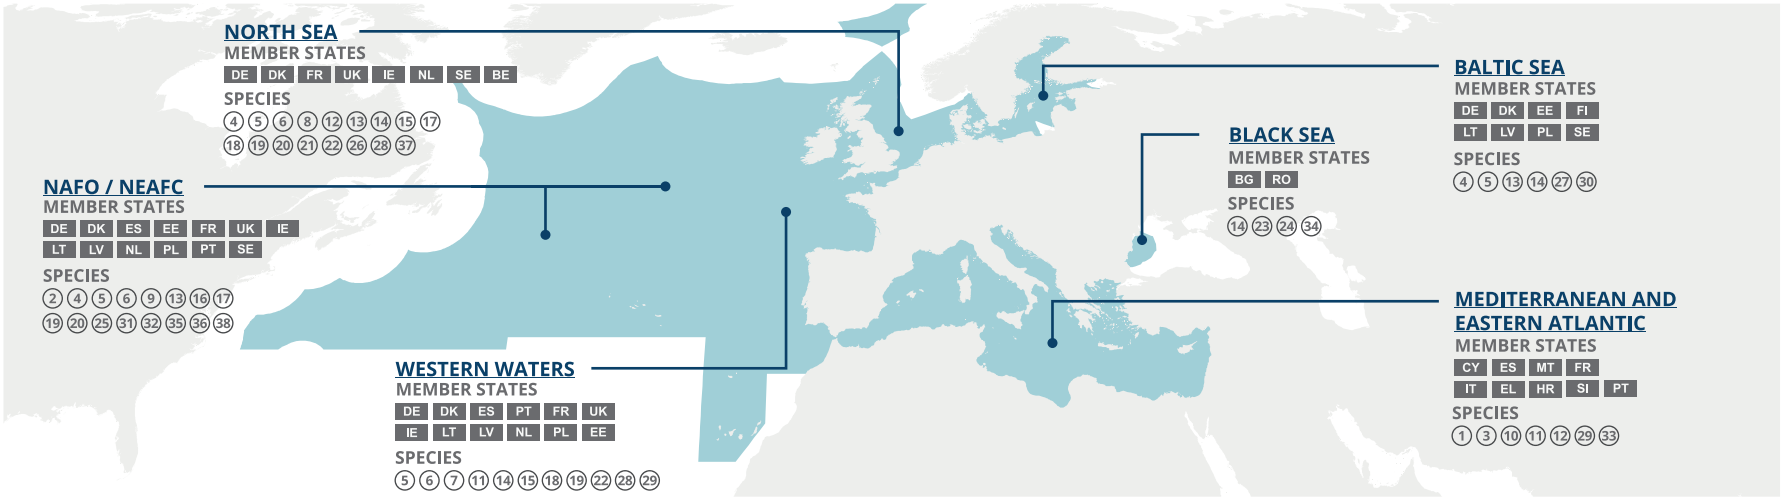 NORTH SEA
MEMBER STATES
DE DK FR UK IE NL SE BE
SPECIES
4 5 6 8 12 13 14 15 17
18 19 20 21 22 26 28 37
NAFO / NEAFC
MEMBER STATES
DE DK ES EE FR UK IE
LT LV NL PL PT SE
SPECIES
2 4 5 6 9 13 16 17
19 20 25 31 32 35 36 38
WESTERN WATERS
MEMBER STATES
DE DK ES PT FR UK
IE LT LV NL PL EE
SPECIES
5 6 7 11 14 15 18 19 22 28 29
BLACK SEA
MEMBER STATES
BG RO
SPECIES
14 23 24 34
BALTIC SEA
MEMBER STATES
DE DK EE FI
LT LV PL SE
SPECIES
4 5 13 14 27 30
MEDITERRANEAN AND
EASTERN ATLANTIC
MEMBER STATES
CY ES MT FR
IT EL HR SI PT
SPECIES
1 3 10 11 12 29 33